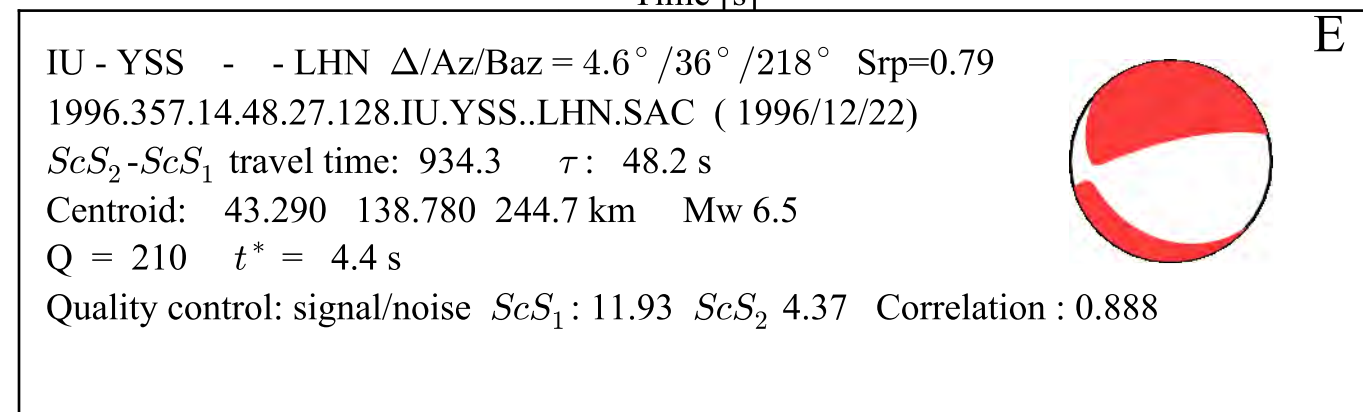 Time [s]
E
IU - YSS - - LHN Δ/Az/Baz = 4.6° /36° /218° Srp=0.79
1996.357.14.48.27.128.IU.YSS..LHN.SAC ( 1996/12/22)
ScS₂-ScS₁ travel time: 934.3 τ : 48.2 s
Centroid: 43.290 138.780 244.7 km Mw 6.5
Q = 210 t* = 4.4 s
Quality control: signal/noise ScS₁ : 11.93 ScS₂ 4.37 Correlation : 0.888